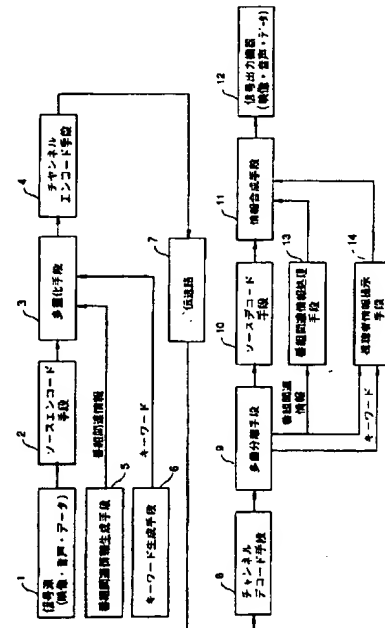 1
信号源
(映像・音声・データ)
2
ソースエンコード
手段
3
多重化手段
4
チャンネル
エンコード手段
番組関連情報
5
番組関連情報生成手段
キーワード
6
キーワード生成手段
7
伝送路
8
チャンネル
デコード手段
9
多重分離手段
10
ソースデコード
手段
11
情報合成手段
12
信号出力機器
(映像・音声・データ)
番組関連
情報
13
番組関連情報処理
手段
キーワード
14
視聴者情報提示
手段